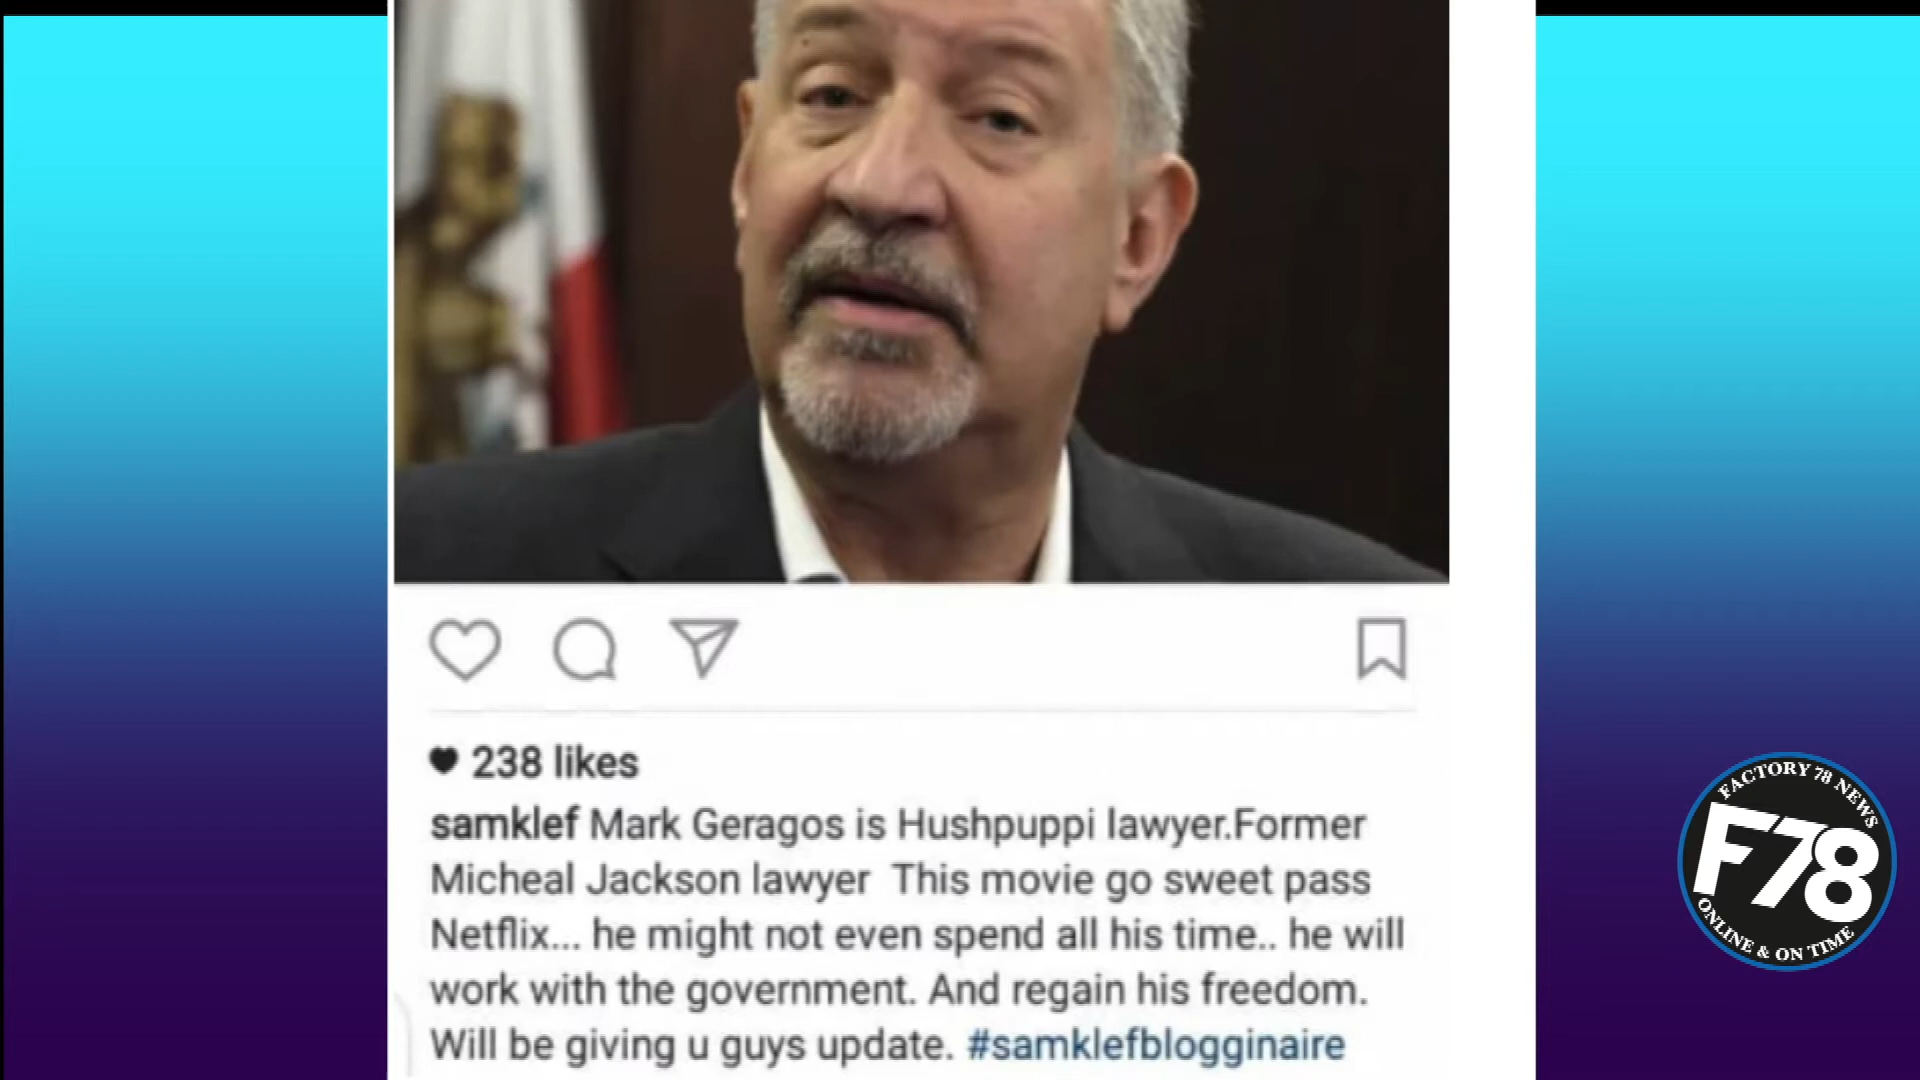 238 likes
samklef Mark Geragos is Hushpuppi lawyer.Former
Micheal Jackson lawyer This movie go sweet pass
Netflix... he might not even spend all his time.. he will
work with the government. And regain his freedom.
Will be giving u guys update. #samklefblogginaire
FACTORY 78 NEWS
F78
ONLINE & ON TIME